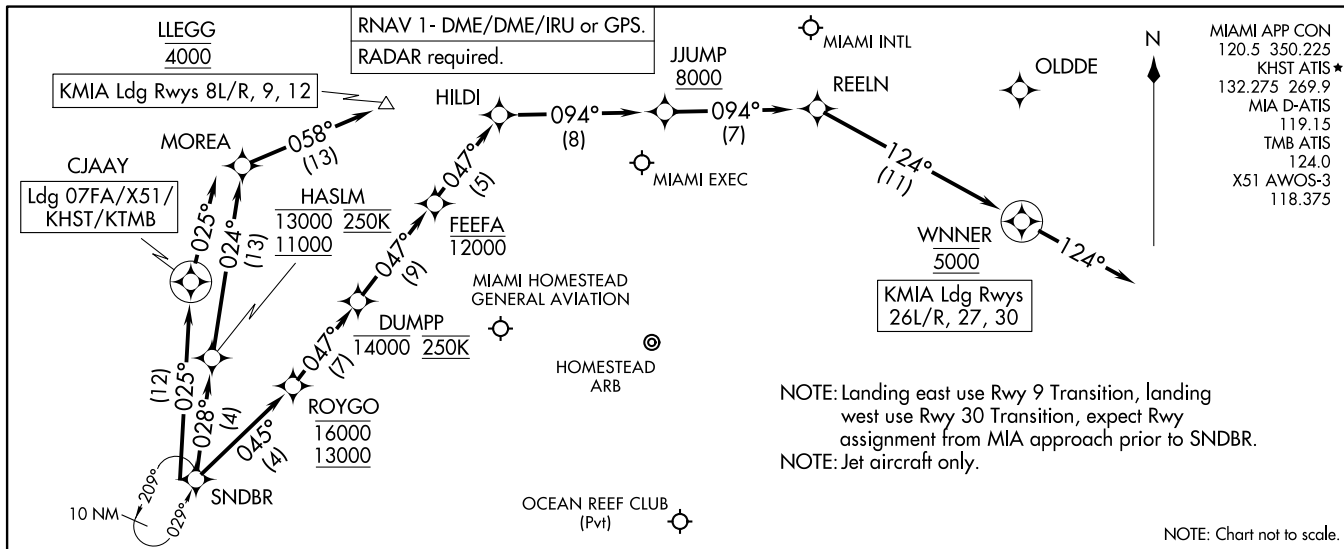 LLEGG
4000
KMIA Ldg Rwys 8L/R, 9, 12
RNAV 1- DME/DME/IRU or GPS.
RADAR required.
MIAMI INTL
N
MIAMI APP CON
120.5 350.225
KHST ATIS ★
132.275 269.9
MIA D-ATIS
119.15
TMB ATIS
124.0
X51 AWOS-3
118.375
JJUMP
8000
REELN
OLDDE
HILDI
094°
(8)
094°
(7)
MOREA
058°
(13)
CJAAY
Ldg 07FA/X51/
KHST/KTMB
025°
024°
(13)
HASLM
13000 250K
11000
047°
(5)
FEEFA
12000
MIAMI EXEC
124°
(11)
WNNER
5000
124°
KMIA Ldg Rwys
26L/R, 27, 30
047°
(9)
MIAMI HOMESTEAD
GENERAL AVIATION
DUMPP
14000 250K
HOMESTEAD
ARB
047°
(7)
ROYGO
16000
13000
025°
(12)
028°
(4)
045°
(4)
SNDBR
209°
029°
10 NM
OCEAN REEF CLUB
(Pvt)
NOTE: Landing east use Rwy 9 Transition, landing
west use Rwy 30 Transition, expect Rwy
assignment from MIA approach prior to SNDBR.
NOTE: Jet aircraft only.
NOTE: Chart not to scale.